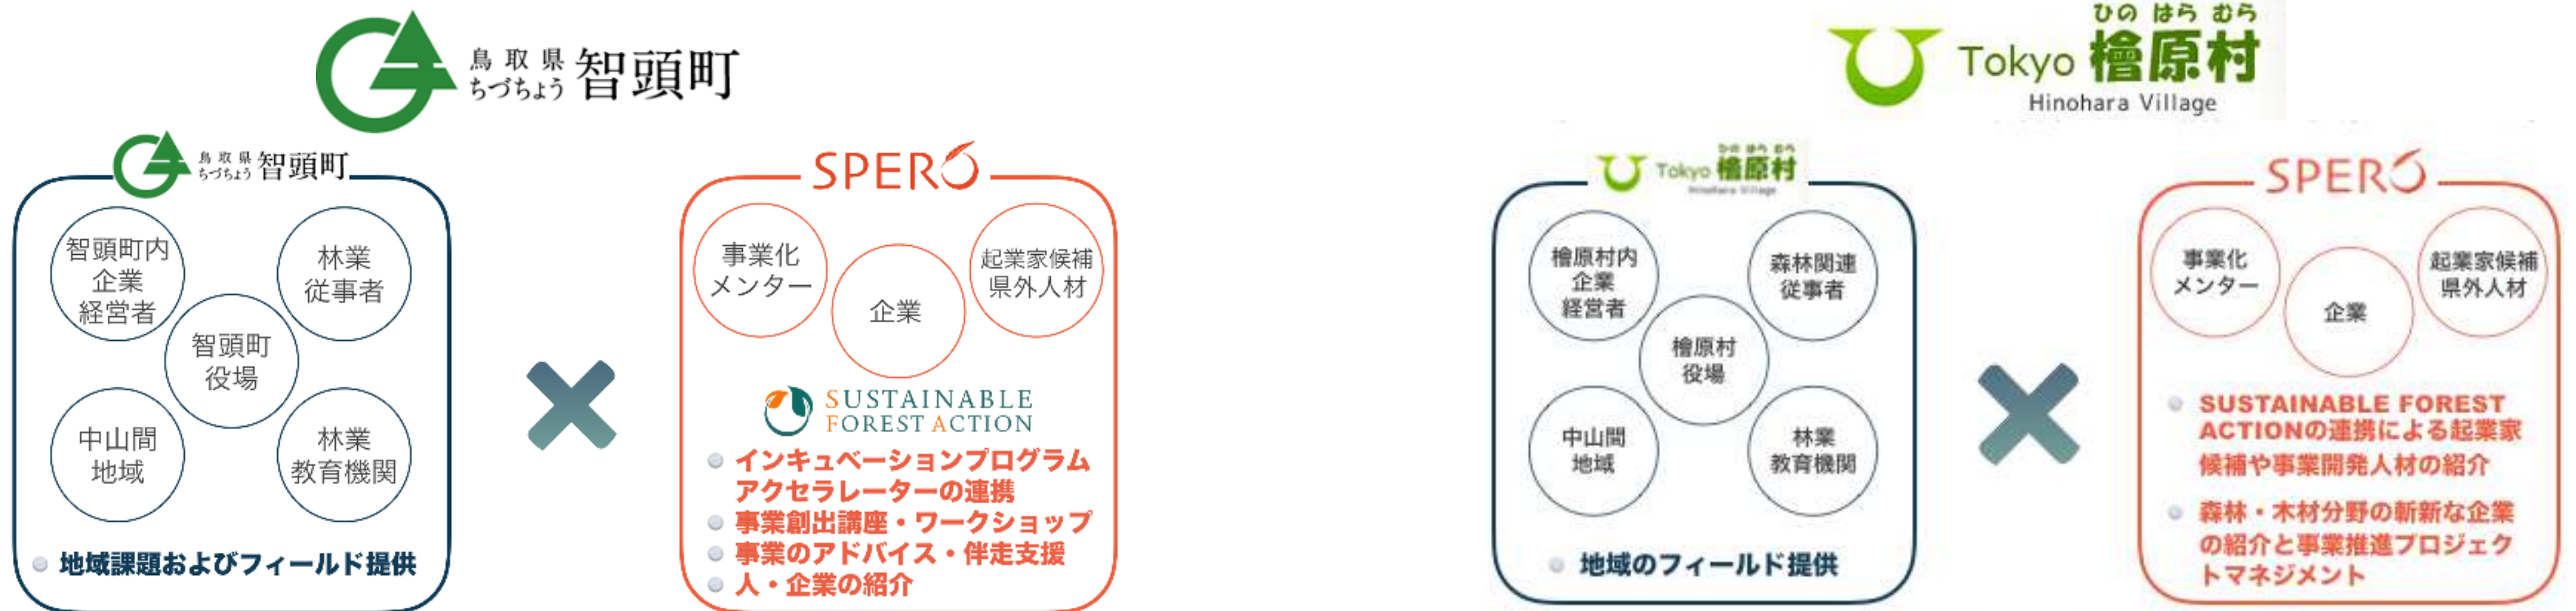 鳥取県
ちづちょう
智頭町
ひの はら むら
Tokyo 檜原村
Hinohara Village
鳥取県
ちづちょう
智頭町
智頭町内
企業
経営者
林業
従事者
智頭町
役場
中山間
地域
林業
教育機関
地域課題およびフィールド提供
SPERO
事業化
メンター
企業
起業家候補
県外人材
SUSTAINABLE
FOREST ACTION
インキュベーションプログラム
アクセラレーターの連携
事業創出講座・ワークショップ
事業のアドバイス・伴走支援
人・企業の紹介
ひの はら むら
Tokyo 檜原村
Hinohara Village
檜原村内
企業
経営者
森林関連
従事者
檜原村
役場
中山間
地域
林業
教育機関
地域のフィールド提供
SPERO
事業化
メンター
企業
起業家候補
県外人材
SUSTAINABLE FOREST
ACTIONの連携による起業家
候補や事業開発人材の紹介
森林・木材分野の斬新な企業
の紹介と事業推進プロジェク
トマネジメント